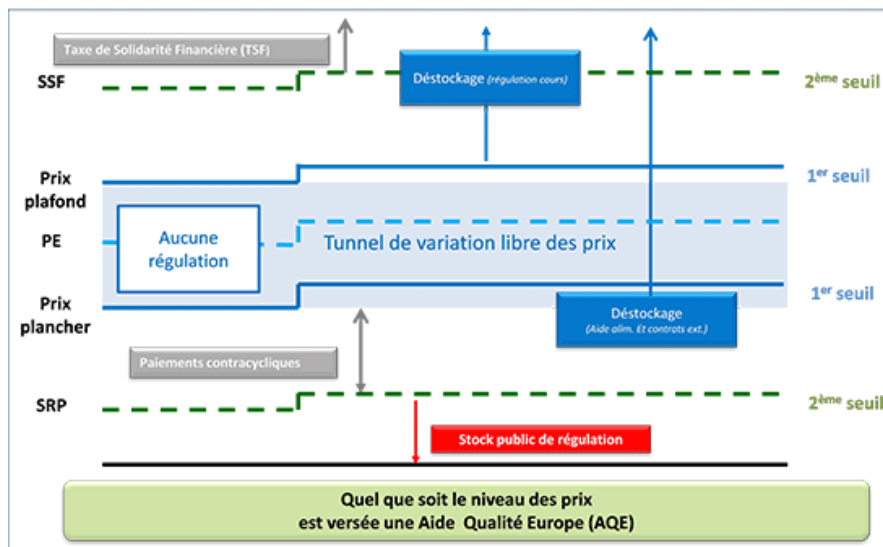 Taxe de Solidarité Financière (TSF)
SSF
Déstockage (régulation cours)
2ème seuil
Prix
plafond
1er seuil
PE
Aucune
régulation
Tunnel de variation libre des prix
Prix
plancher
1er seuil
Déstockage
(Aide alim. Et contrats ext.)
Paiements contracycliques
SRP
2ème seuil
Stock public de régulation
Quel que soit le niveau des prix
est versée une Aide Qualité Europe (AQE)